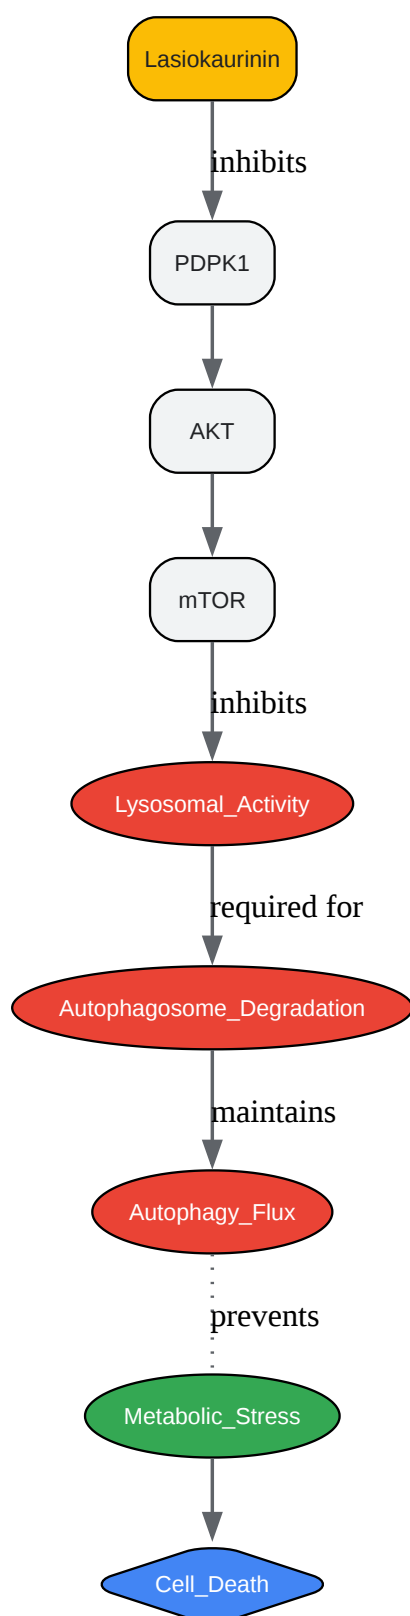 Lasiokaurinin
inhibits
PDPK1
AKT
mTOR
inhibits
Lysosomal_Activity
required for
Autophagosome_Degradation
maintains
Autophagy_Flux
prevents
Metabolic_Stress
Cell_Death